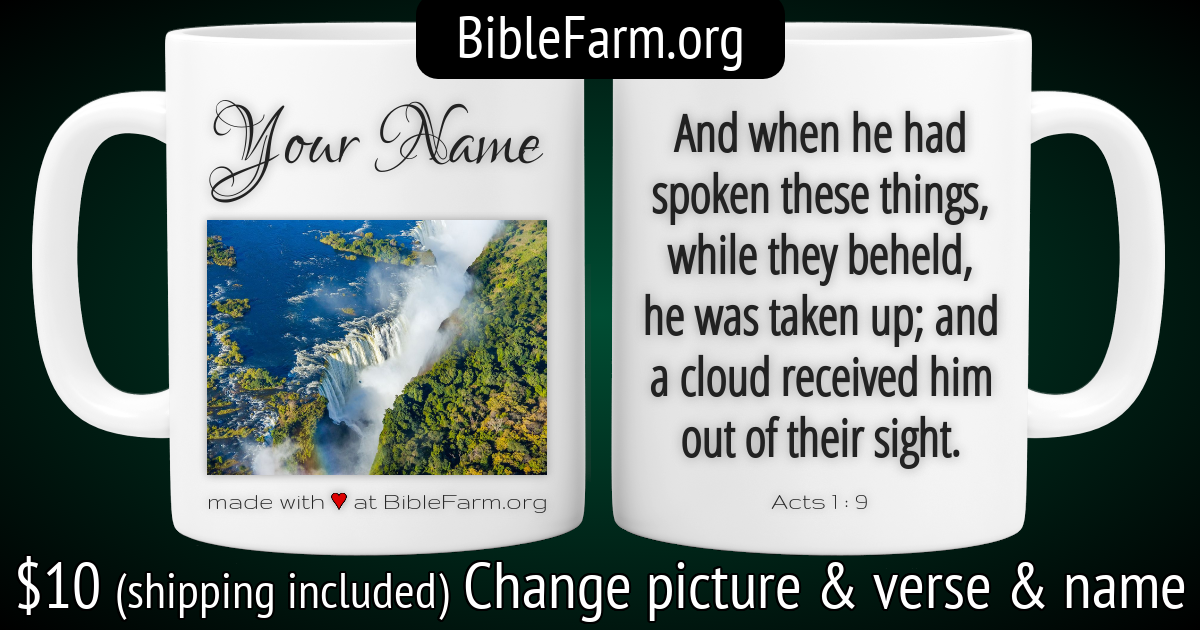 BibleFarm.org
Your Name
made with ♥ at BibleFarm.org
And when he had
spoken these things,
while they beheld,
he was taken up; and
a cloud received him
out of their sight.
Acts 1 : 9
$10 (shipping included) Change picture & verse & name